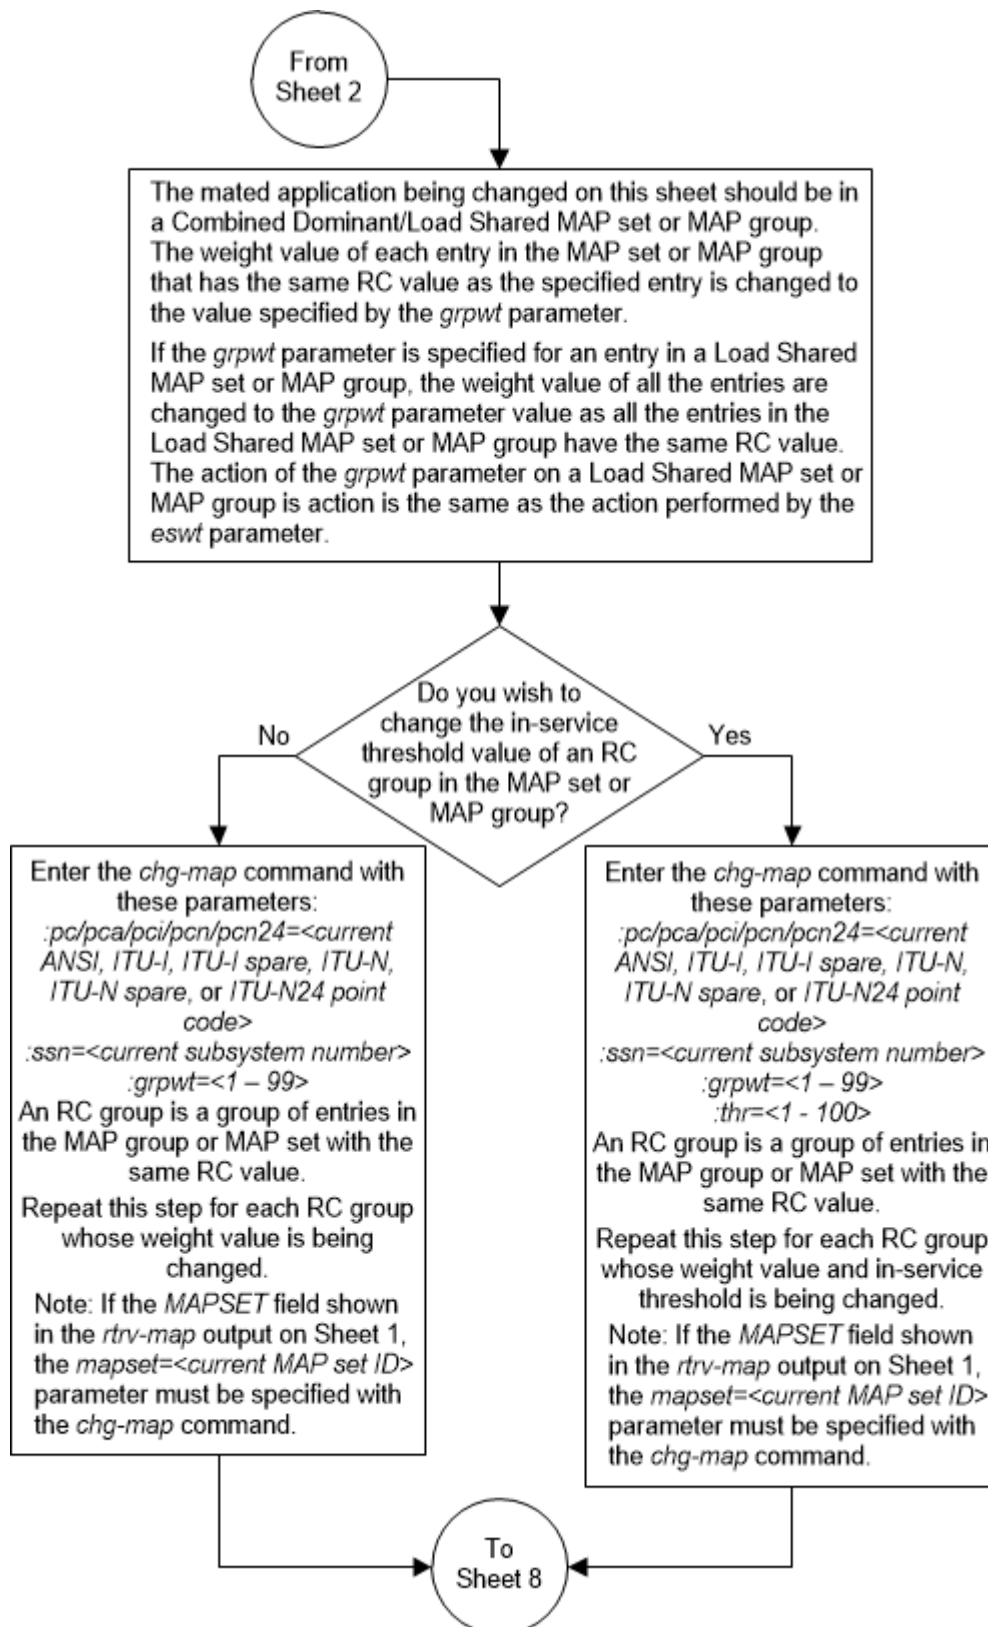 From
Sheet 2
The mated application being changed on this sheet should be in
a Combined Dominant/Load Shared MAP set or MAP group.
The weight value of each entry in the MAP set or MAP group
that has the same RC value as the specified entry is changed to
the value specified by the grpwt parameter.
If the grpwt parameter is specified for an entry in a Load Shared
MAP set or MAP group, the weight value of all the entries are
changed to the grpwt parameter value as all the entries in the
Load Shared MAP set or MAP group have the same RC value.
The action of the grpwt parameter on a Load Shared MAP set or
MAP group is action is the same as the action performed by the
eswt parameter.
Do you wish to
change the in-service
threshold value of an RC
group in the MAP set or
MAP group?
No
Yes
Enter the chg-map command with
these parameters:
:pc/pca/pci/pcn/pcn24=<current
ANSI, ITU-I, ITU-I spare, ITU-N,
ITU-N spare, or ITU-N24 point
code>
:ssn=<current subsystem number>
:grpwt=<1 – 99>
An RC group is a group of entries in
the MAP group or MAP set with the
same RC value.
Repeat this step for each RC group
whose weight value is being
changed.
Note: If the MAPSET field shown
in the rtrv-map output on Sheet 1,
the mapset=<current MAP set ID>
parameter must be specified with
the chg-map command.
Enter the chg-map command with
these parameters:
:pc/pca/pci/pcn/pcn24=<current
ANSI, ITU-I, ITU-I spare, ITU-N,
ITU-N spare, or ITU-N24 point
code>
:ssn=<current subsystem number>
:grpwt=<1 – 99>
:thr=<1 - 100>
An RC group is a group of entries in
the MAP group or MAP set with the
same RC value.
Repeat this step for each RC group
whose weight value and in-service
threshold is being changed.
Note: If the MAPSET field shown
in the rtrv-map output on Sheet 1,
the mapset=<current MAP set ID>
parameter must be specified with
the chg-map command.
To
Sheet 8